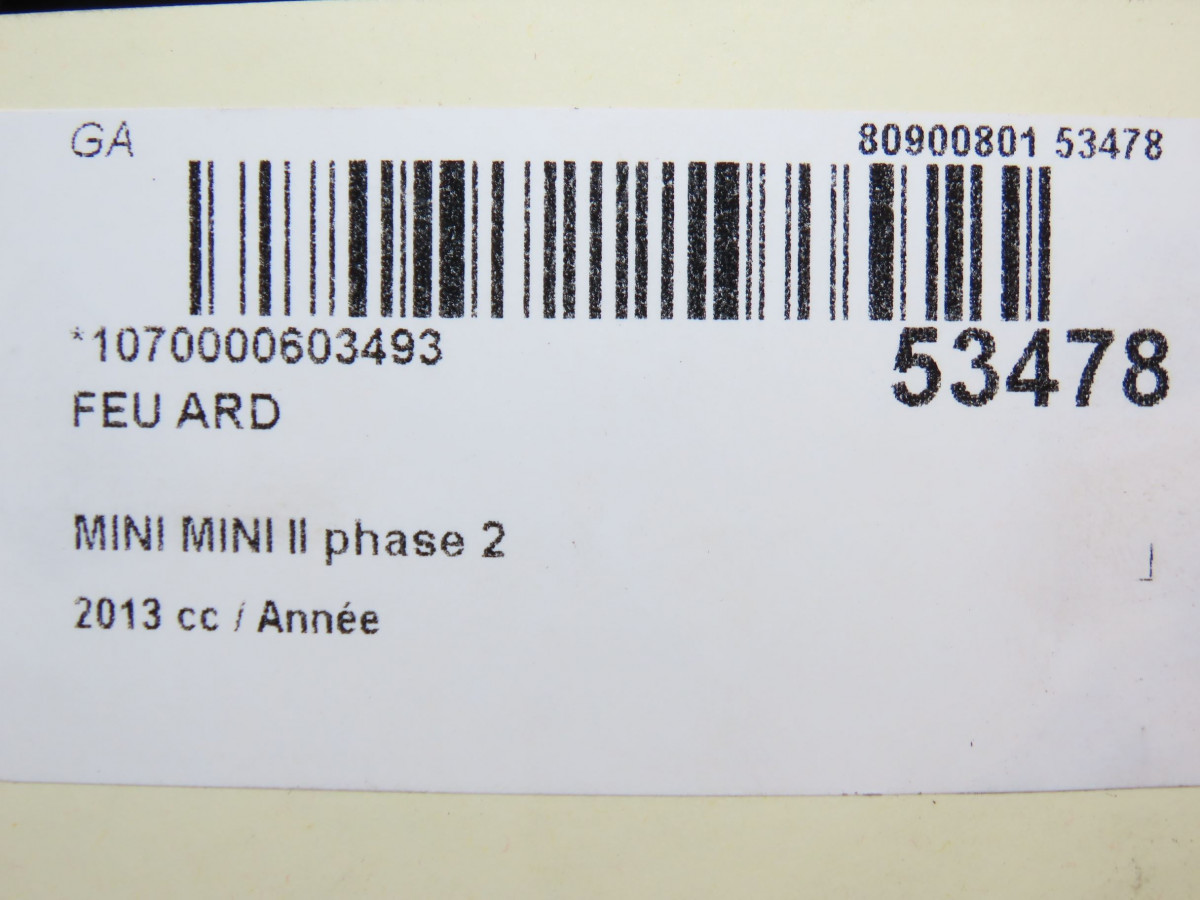 GA
80900801 53478
*1070000603493
53478
FEU ARD
MINI MINI II phase 2
2013 cc / Année